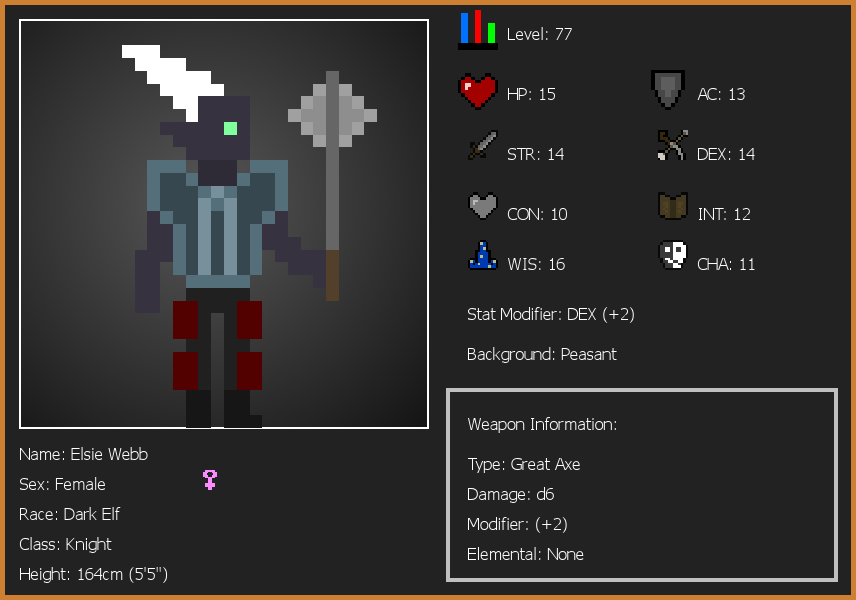 Level: 77
HP: 15
AC: 13
STR: 14
DEX: 14
CON: 10
INT: 12
WIS: 16
CHA: 11
Stat Modifier: DEX (+2)
Background: Peasant
Weapon Information:
Type: Great Axe
Damage: d6
Modifier: (+2)
Elemental: None
Name: Elsie Webb
Sex: Female
Race: Dark Elf
Class: Knight
Height: 164cm (5'5")